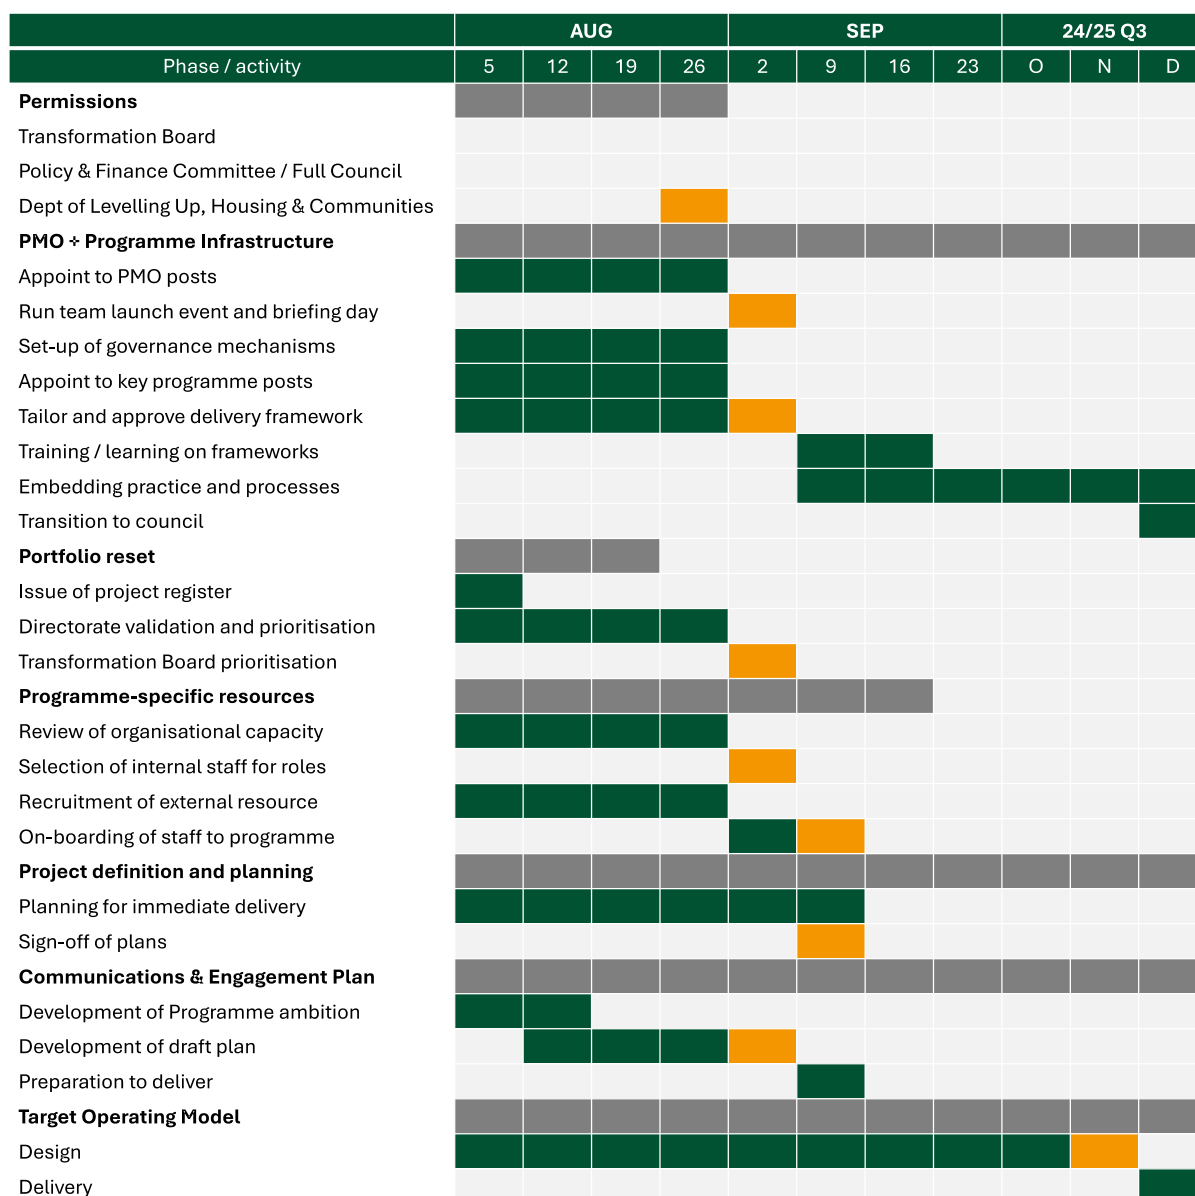 AUG SEP 24/25 Q3
Phase / activity 5 12 19 26 2 9 16 23 O N D
Permissions
Transformation Board
Policy & Finance Committee / Full Council
Dept of Levelling Up, Housing & Communities
PMO + Programme Infrastructure
Appoint to PMO posts
Run team launch event and briefing day
Set-up of governance mechanisms
Appoint to key programme posts
Tailor and approve delivery framework
Training / learning on frameworks
Embedding practice and processes
Transition to council
Portfolio reset
Issue of project register
Directorate validation and prioritisation
Transformation Board prioritisation
Programme-specific resources
Review of organisational capacity
Selection of internal staff for roles
Recruitment of external resource
On-boarding of staff to programme
Project definition and planning
Planning for immediate delivery
Sign-off of plans
Communications & Engagement Plan
Development of Programme ambition
Development of draft plan
Preparation to deliver
Target Operating Model
Design
Delivery